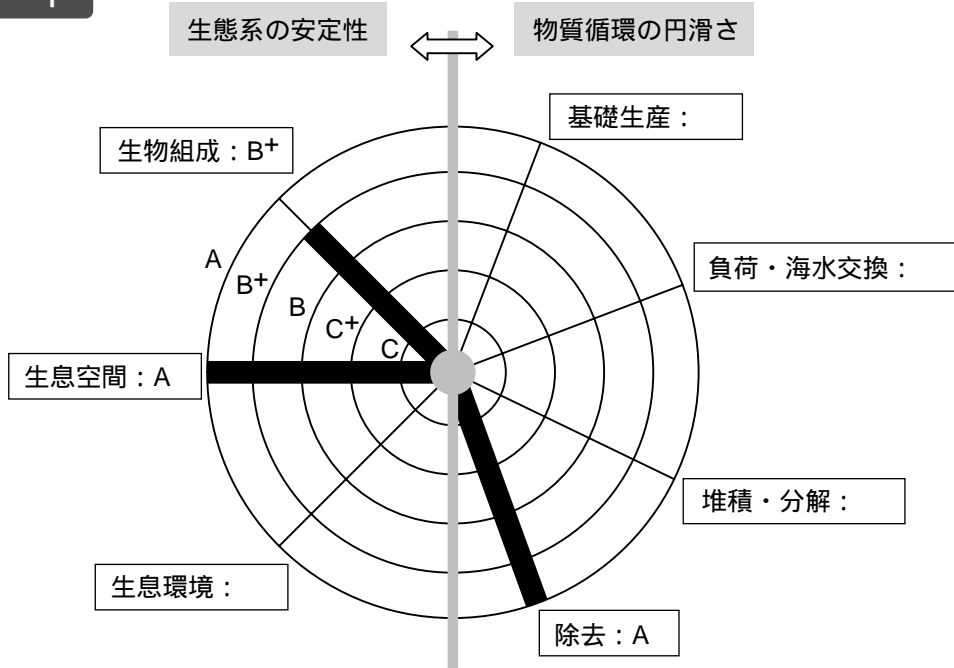 生態系の安定性
物質循環の円滑さ
基礎生産：
生物組成：B+
負荷・海水交換：
A
B+
B
C+
C
生息空間：A
堆積・分解：
生息環境：
除去：A